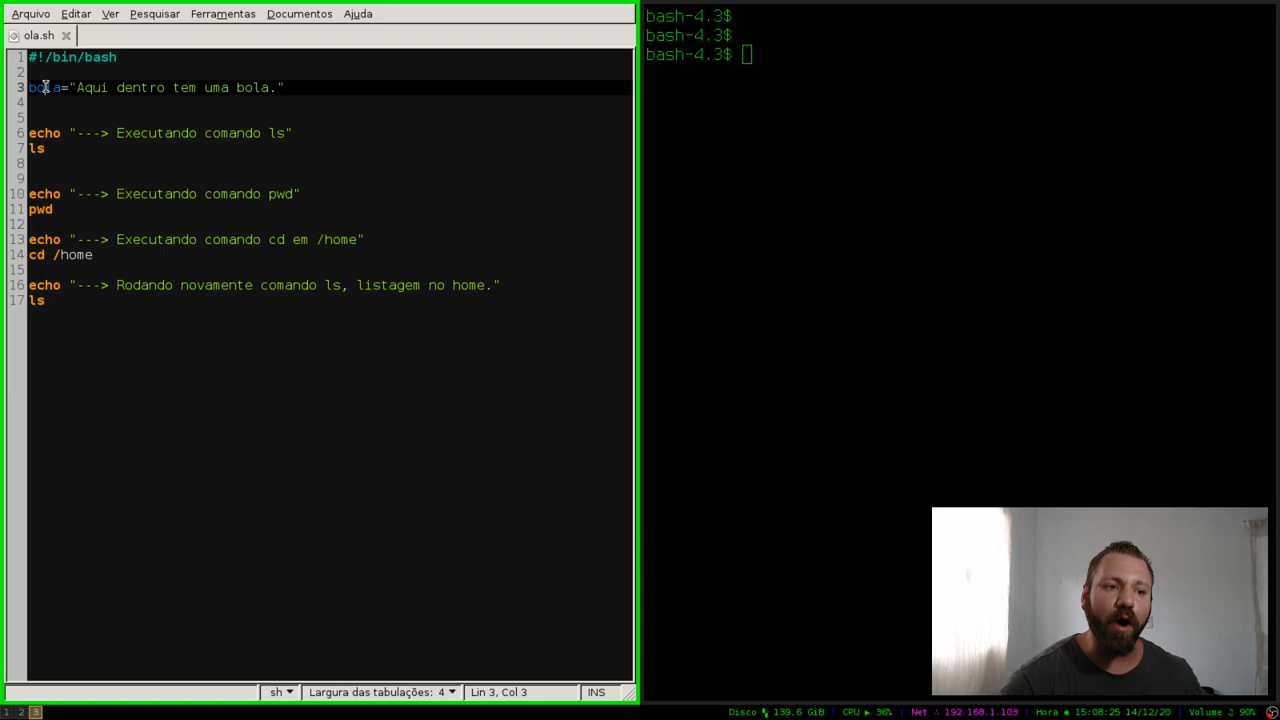 Arquivo Editar Ver Pesquisar Ferramentas Documentos Ajuda
ola.sh
1 #!/bin/bash
2
3 bola="Aqui dentro tem uma bola."
4
5
6 echo "---> Executando comando ls"
7 ls
8
9
10 echo "---> Executando comando pwd"
11 pwd
12
13 echo "---> Executando comando cd em /home"
14 cd /home
15
16 echo "---> Rodando novamente comando ls, listagem no home."
17 ls
sh Largura das tabulações: 4 Lin 3, Col 3 INS
bash-4.3$
bash-4.3$
bash-4.3$
1 2 3
Disco 139,6 GiB CPU 36% Net 192.168.1.103 Hora 15:08:25 14/12/20 Volume 90%